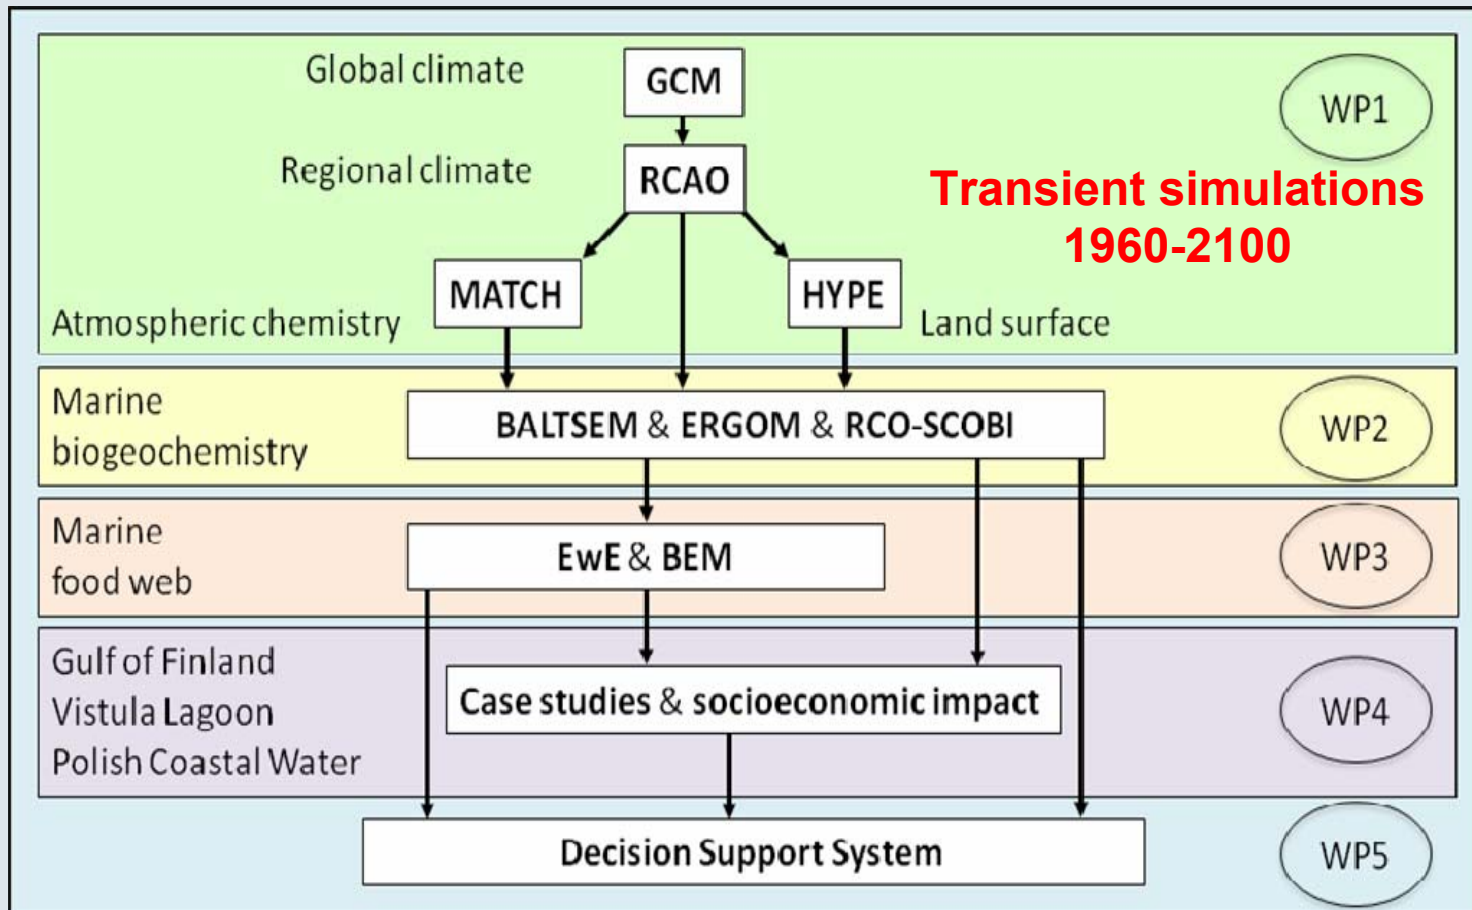 Global climate
GCM
WP1
Regional climate
RCAO
Transient simulations
1960-2100
MATCH
HYPE
Atmospheric chemistry
Land surface
Marine
biogeochemistry
BALTSEM & ERGOM & RCO-SCOBI
WP2
Marine
food web
EwE & BEM
WP3
Gulf of Finland
Vistula Lagoon
Polish Coastal Water
Case studies & socioeconomic impact
WP4
Decision Support System
WP5